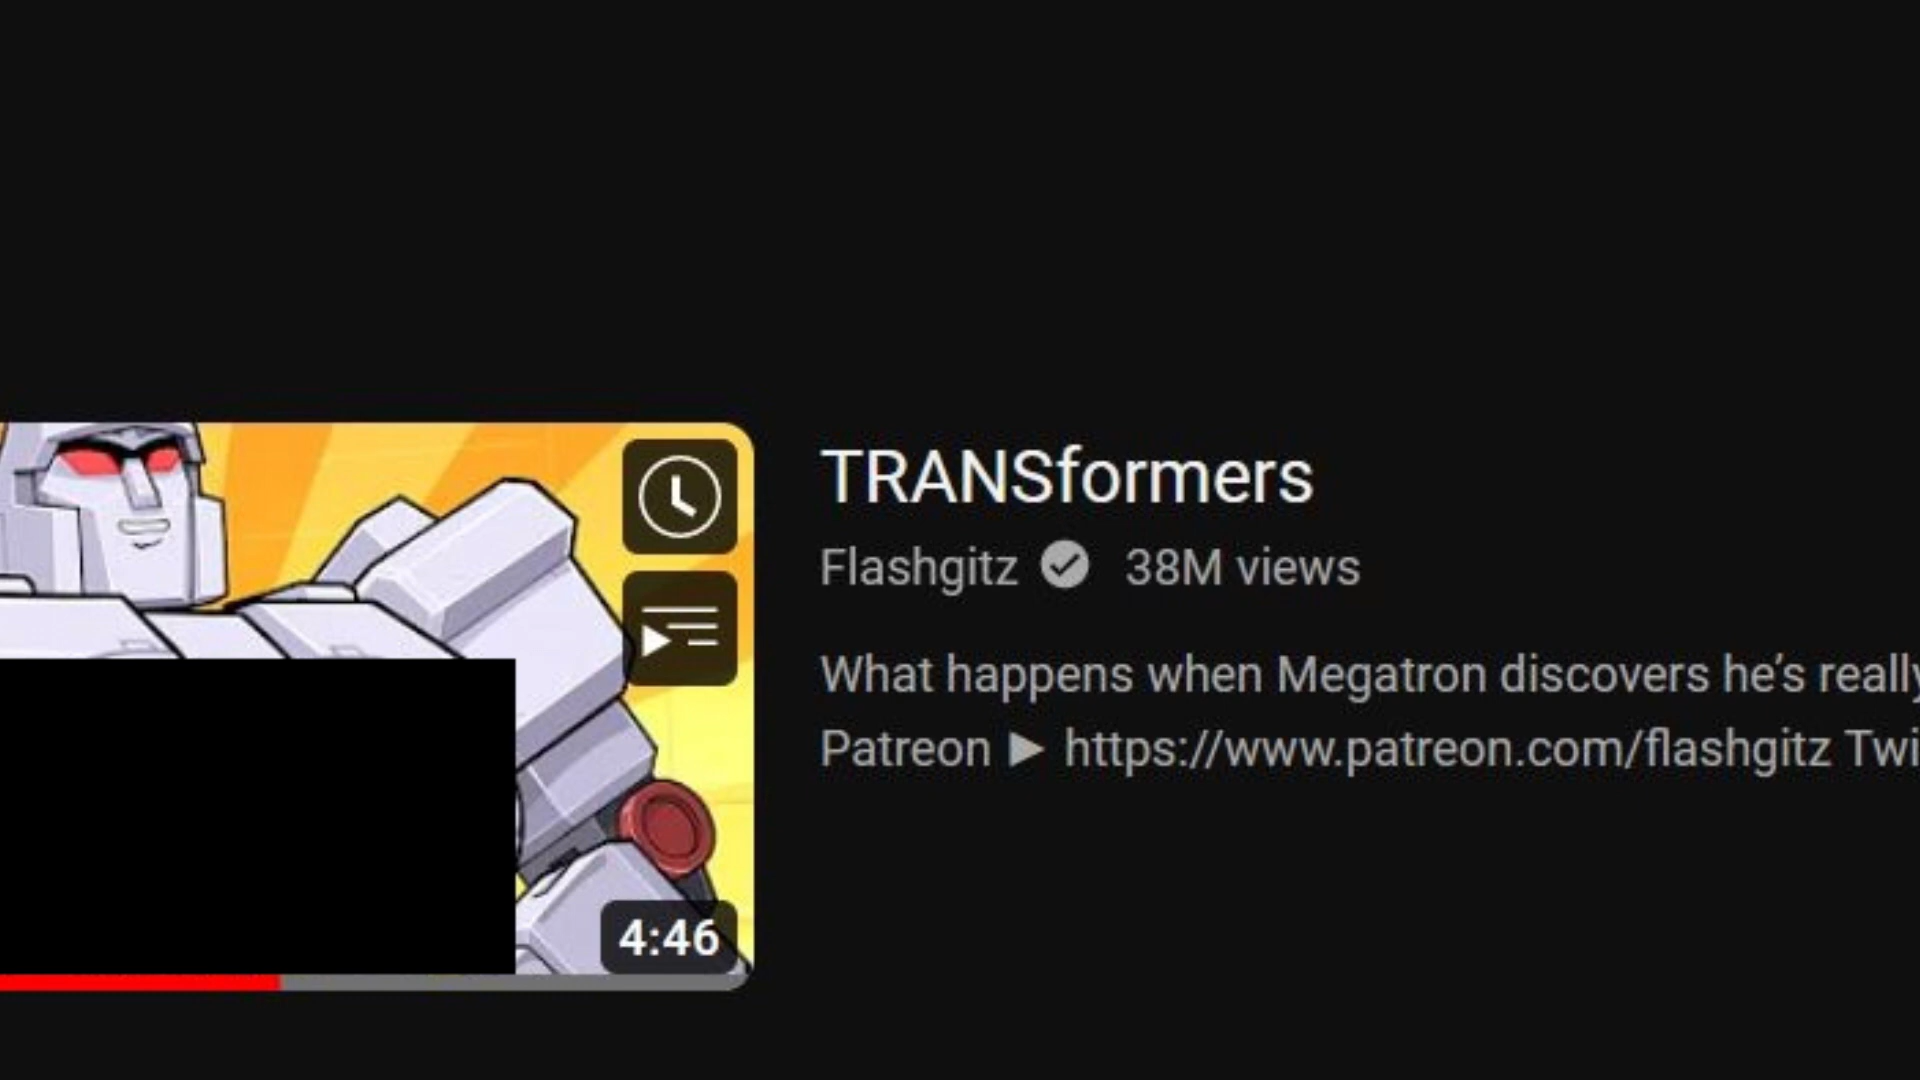 TRANSformers
Flashgitz 38M views
What happens when Megatron discovers he's really
Patreon ► https://www.patreon.com/flashgitz Twi
4:46